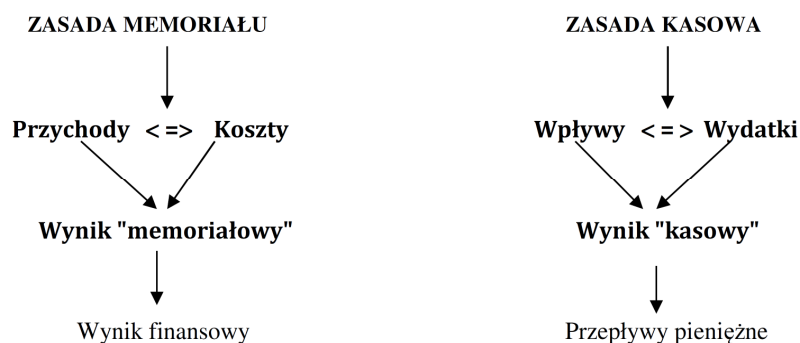 ZASADA MEMORIAŁU
Przychody <=> Koszty
Wynik "memoriałowy"
Wynik finansowy
ZASADA KASOWA
Wpływy < = > Wydatki
Wynik "kasowy"
Przepływy pieniężne